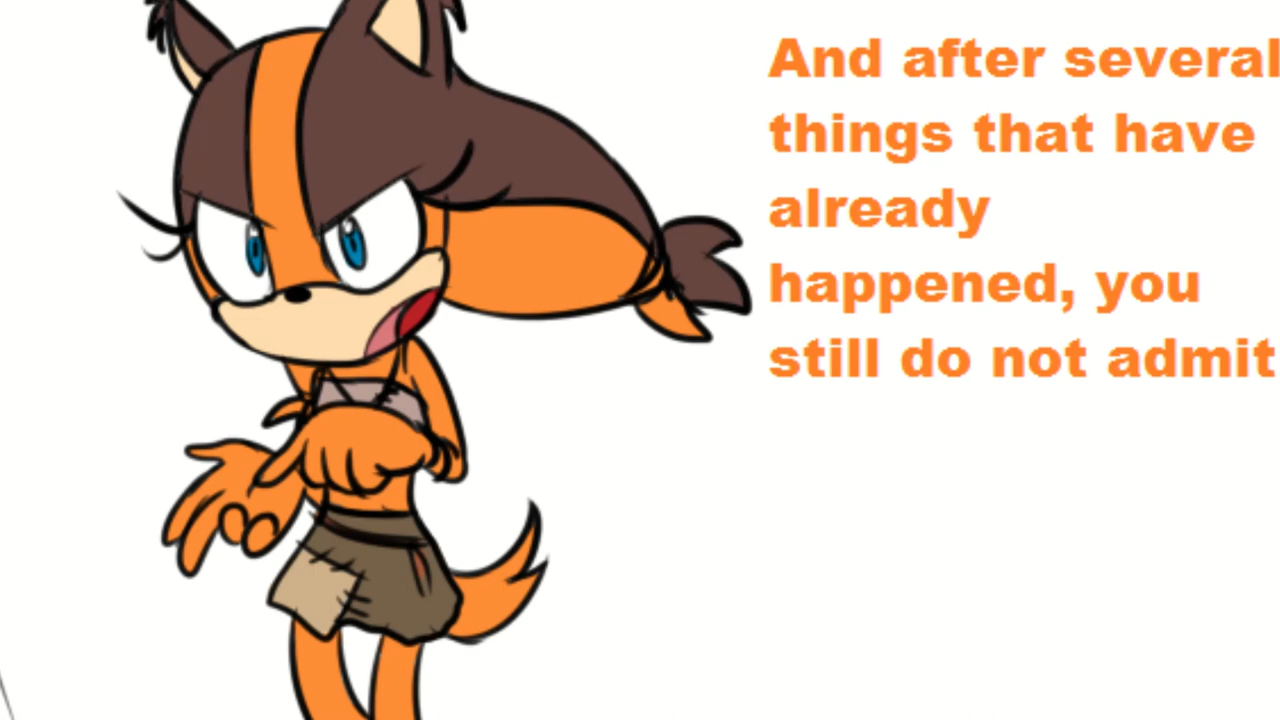 And after several
things that have
already
happened, you
still do not admit